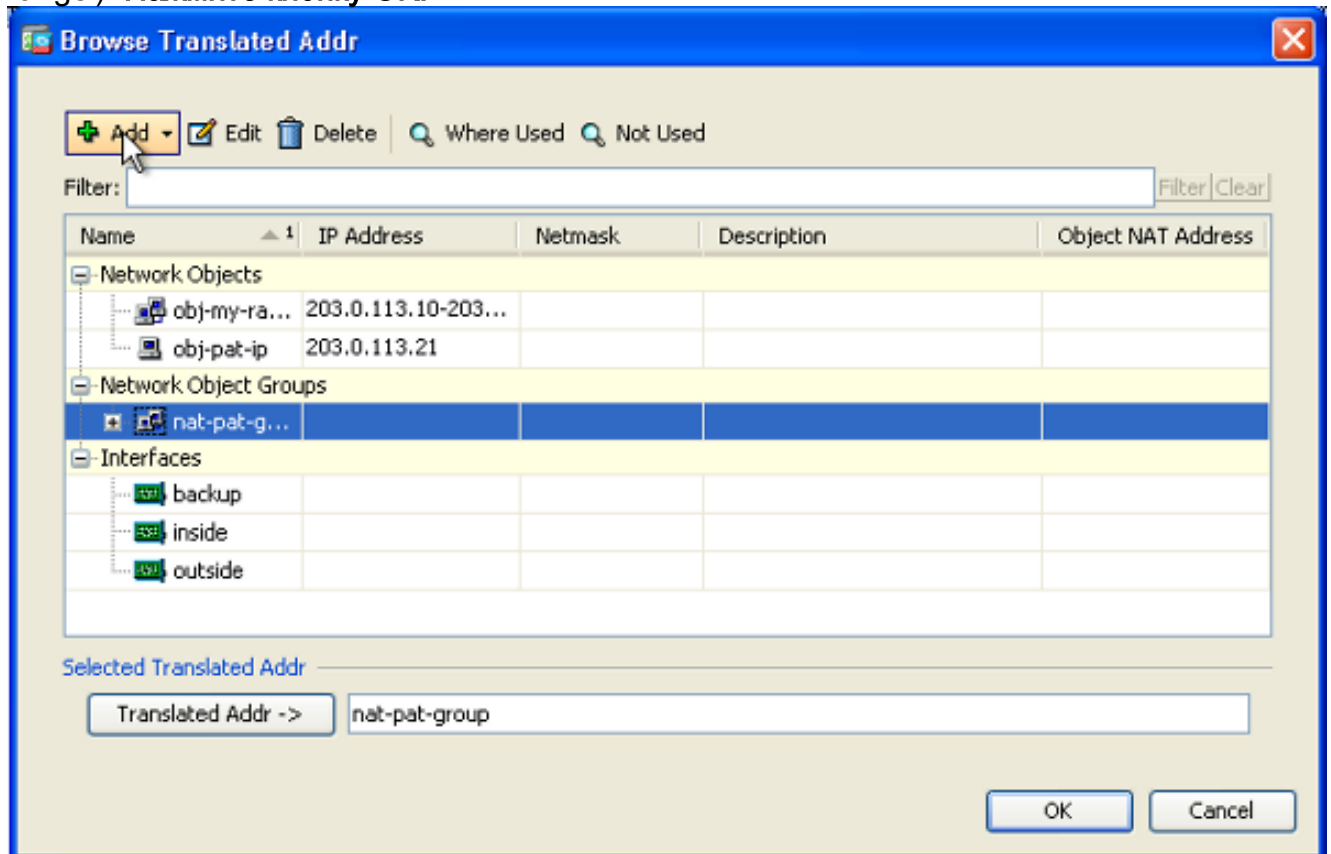 Browse Translated Addr
Add Edit Delete Where Used Not Used
Filter: Filter Clear
Name 1 IP Address Netmask Description Object NAT Address
Network Objects
obj-my-ra... 203.0.113.10-203...
obj-pat-ip 203.0.113.21
Network Object Groups
nat-pat-g...
Interfaces
backup
inside
outside
Selected Translated Addr
Translated Addr -> nat-pat-group
OK Cancel